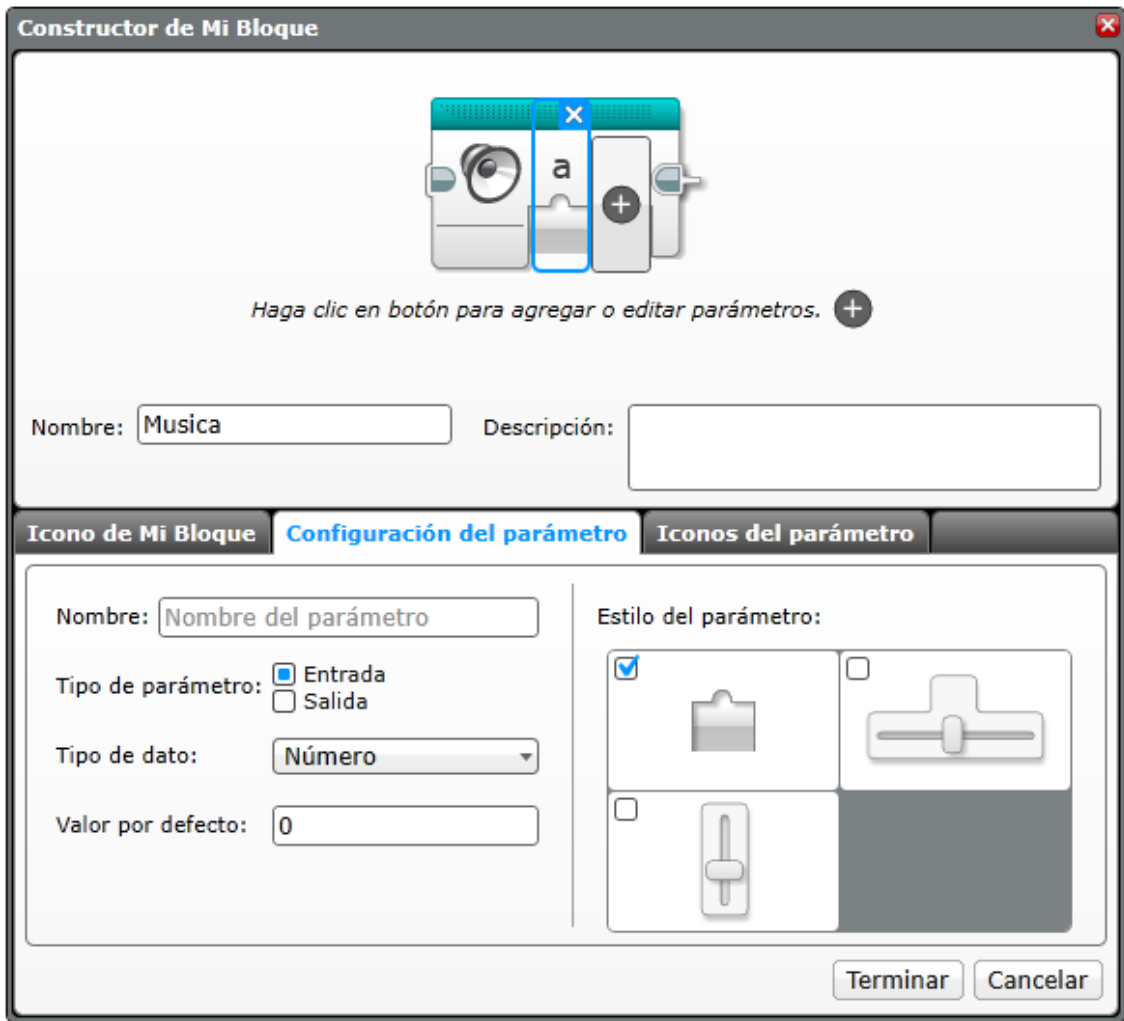 Constructor de Mi Bloque
a
Haga clic en botón para agregar o editar parámetros.
Nombre: Musica Descripción:
Icono de Mi Bloque Configuración del parámetro Iconos del parámetro
Nombre: Nombre del parámetro Estilo del parámetro:
Tipo de parámetro: Entrada
Salida
Tipo de dato: Número
Valor por defecto: 0
Terminar Cancelar